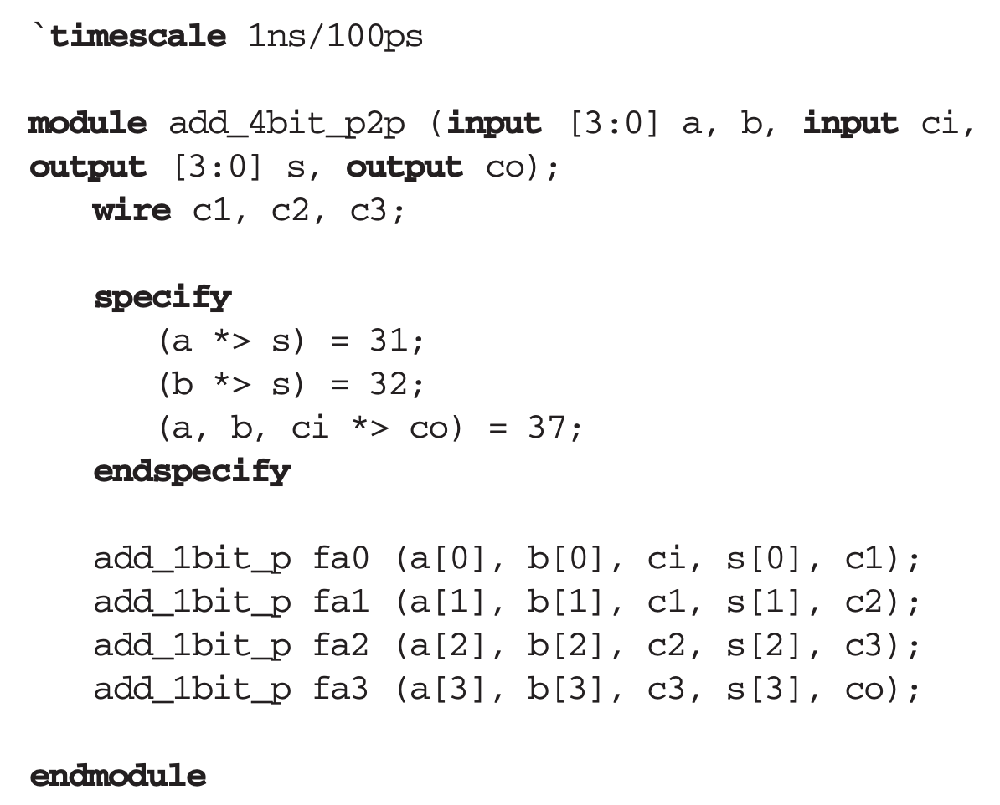 `timescale 1ns/100ps
module add_4bit_p2p (input [3:0] a, b, input ci,
output [3:0] s, output co);
wire c1, c2, c3;
specify
(a *> s) = 31;
(b *> s) = 32;
(a, b, ci *> co) = 37;
endspecify
add_1bit_p fa0 (a[0], b[0], ci, s[0], c1);
add_1bit_p fa1 (a[1], b[1], c1, s[1], c2);
add_1bit_p fa2 (a[2], b[2], c2, s[2], c3);
add_1bit_p fa3 (a[3], b[3], c3, s[3], co);
endmodule